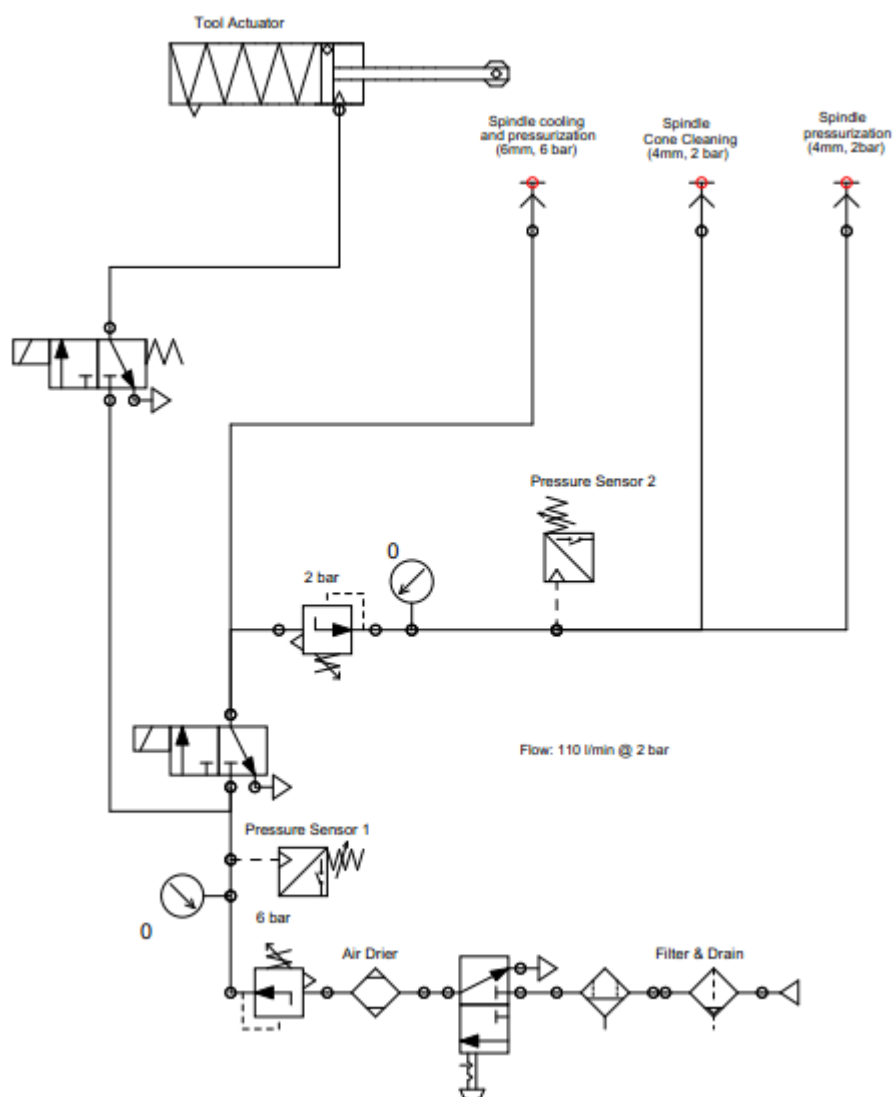 Tool Actuator
Spindle cooling
and pressurization
(6mm, 6 bar)
Spindle
Cone Cleaning
(4mm, 2 bar)
Spindle
pressurization
(4mm, 2bar)
Pressure Sensor 2
0
2 bar
Flow: 110 l/min @ 2 bar
Pressure Sensor 1
0
6 bar
Air Drier
Filter & Drain